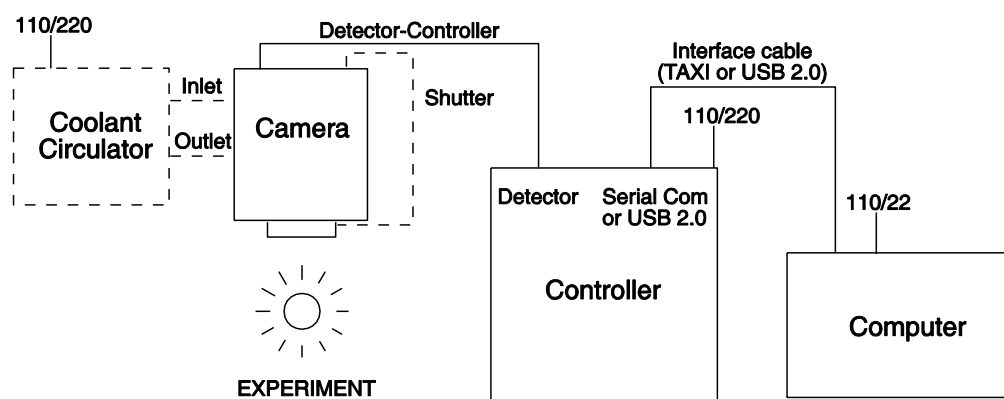 110/220
Detector-Controller
Interface cable
(TAXI or USB 2.0)
Inlet
Shutter
Coolant
Circulator
Camera
Outlet
110/220
Detector
Serial Com
or USB 2.0
110/22
Controller
Computer
EXPERIMENT